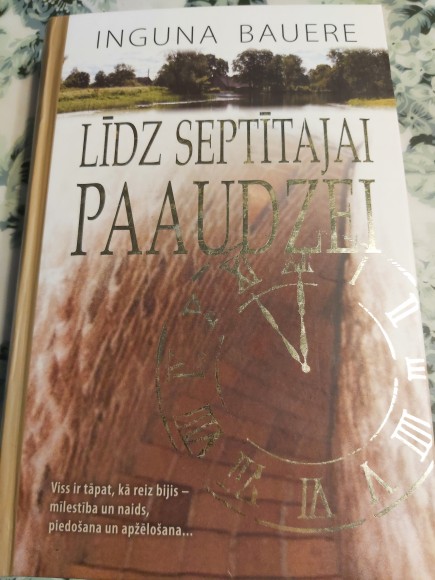 INGUNA BAUERE
LĪDZ SEPTĪTAJAI
PAAUDZEI
Viss ir tāpat, kā reiz bijis –
mīlestība un naids,
piedošana un apžēlošana...